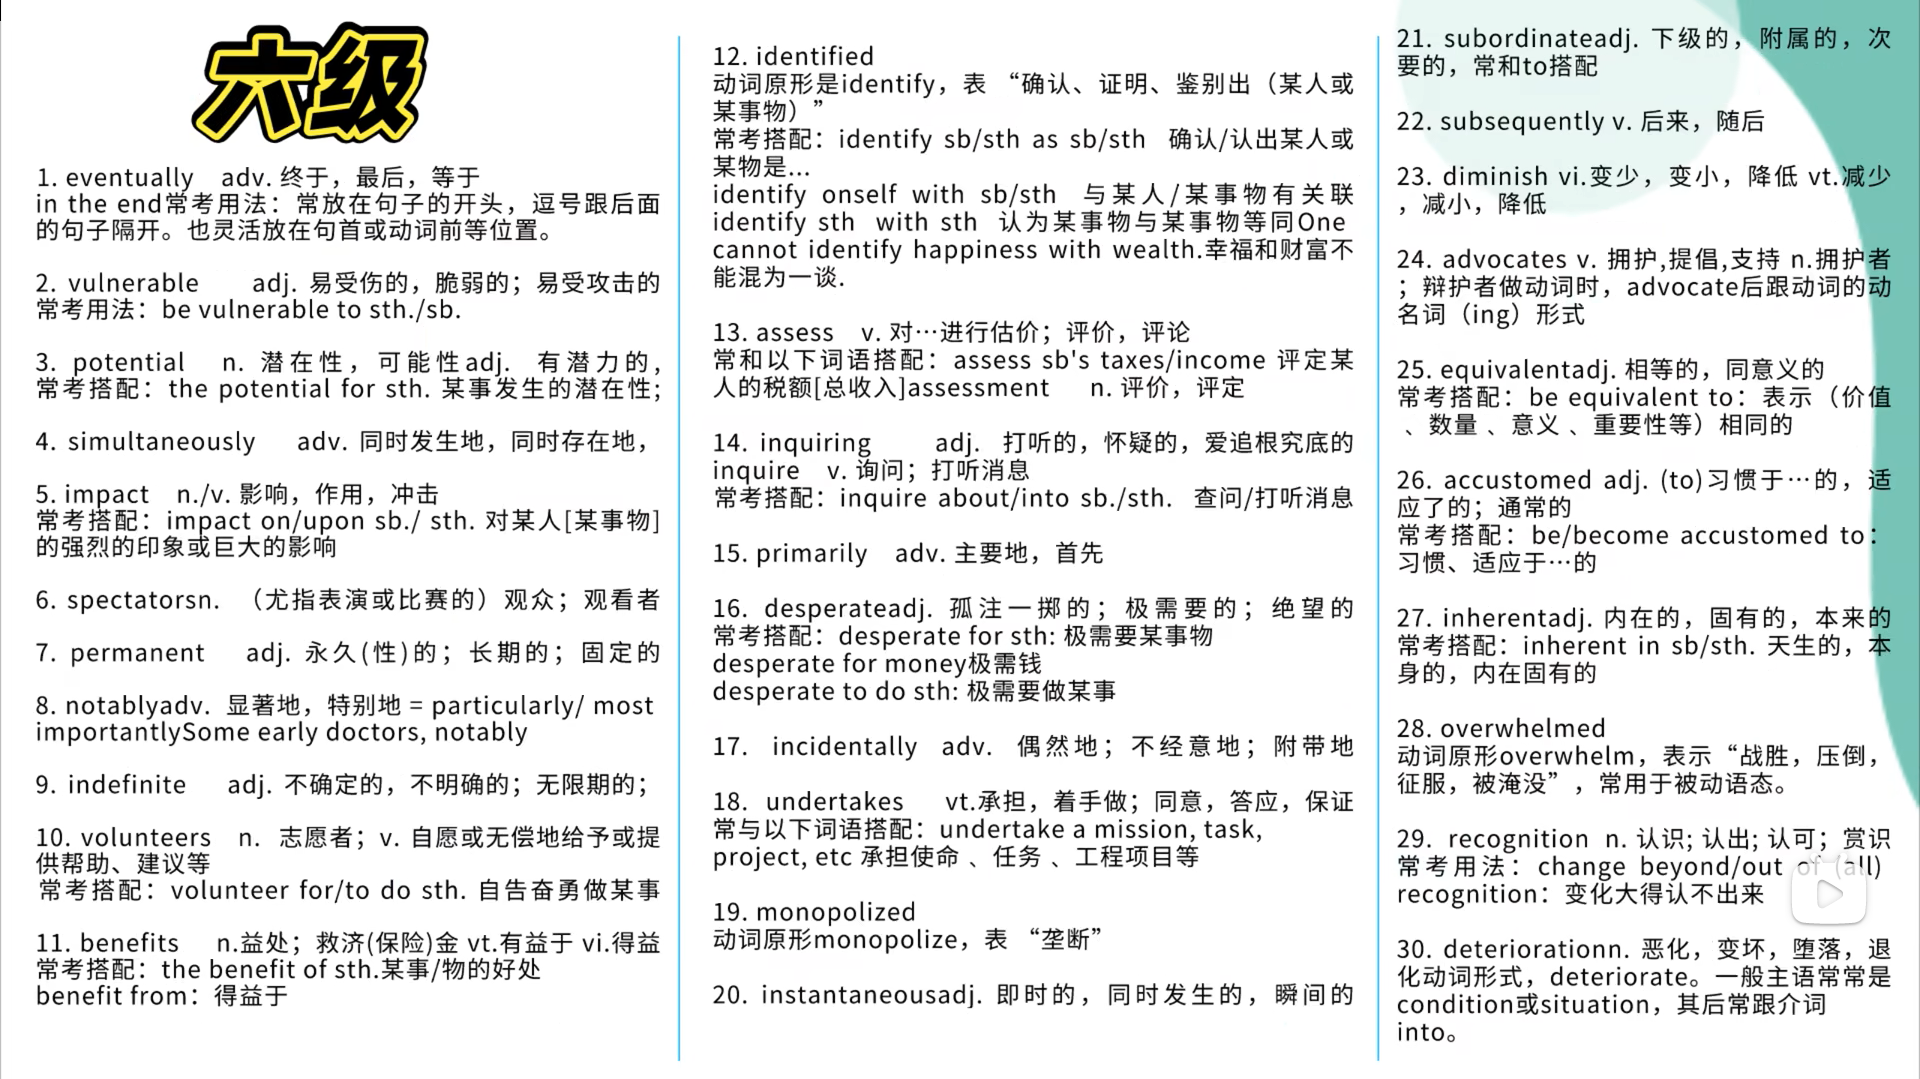 六级
1. eventually adv. 终于，最后，等于
in the end常考用法：常放在句子的开头，逗号跟后面
的句子隔开。也灵活放在句首或动词前等位置。
2. vulnerable adj. 易受伤的，脆弱的；易受攻击的
常考用法：be vulnerable to sth./sb.
3. potential n. 潜在性，可能性adj. 有潜力的，
常考搭配：the potential for sth. 某事发生的潜在性;
4. simultaneously adv. 同时发生地，同时存在地，
5. impact n./v. 影响，作用，冲击
常考搭配：impact on/upon sb./ sth. 对某人[某事物]
的强烈的印象或巨大的影响
6. spectatorsn. （尤指表演或比赛的）观众；观看者
7. permanent adj. 永久(性)的；长期的；固定的
8. notablyadv. 显著地，特别地 = particularly/ most
importantlySome early doctors, notably
9. indefinite adj. 不确定的，不明确的；无限期的；
10. volunteers n. 志愿者；v. 自愿或无偿地给予或提
供帮助、建议等
常考搭配：volunteer for/to do sth. 自告奋勇做某事
11. benefits n.益处；救济(保险)金 vt.有益于 vi.得益
常考搭配：the benefit of sth.某事/物的好处
benefit from：得益于
12. identified
动词原形是identify，表 “确认、证明、鉴别出（某人或
某事物）”
常考搭配：identify sb/sth as sb/sth 确认/认出某人或
某物是...
identify onself with sb/sth 与某人/某事物有关联
identify sth with sth 认为某事物与某事物等同One
cannot identify happiness with wealth.幸福和财富不
能混为一谈.
13. assess v. 对…进行估价；评价，评论
常和以下词语搭配：assess sb's taxes/income 评定某
人的税额[总收入]assessment n. 评价，评定
14. inquiring adj. 打听的，怀疑的，爱追根究底的
inquire v. 询问；打听消息
常考搭配：inquire about/into sb./sth. 查问/打听消息
15. primarily adv. 主要地，首先
16. desperateadj. 孤注一掷的；极需要的；绝望的
常考搭配：desperate for sth: 极需要某事物
desperate for money极需钱
desperate to do sth: 极需要做某事
17. incidentally adv. 偶然地；不经意地；附带地
18. undertakes vt.承担，着手做；同意，答应，保证
常与以下词语搭配：undertake a mission, task,
project, etc 承担使命 、任务 、工程项目等
19. monopolized
动词原形monopolize，表 “垄断”
20. instantaneousadj. 即时的，同时发生的，瞬间的
21. subordinateadj. 下级的，附属的，次
要的，常和to搭配
22. subsequently v. 后来，随后
23. diminish vi.变少，变小，降低 vt.减少
，减小，降低
24. advocates v. 拥护,提倡,支持 n.拥护者
；辩护者做动词时，advocate后跟动词的动
名词（ing）形式
25. equivalentadj. 相等的，同意义的
常考搭配：be equivalent to：表示（价值
、数量 、意义 、重要性等）相同的
26. accustomed adj. (to)习惯于…的，适
应了的；通常的
常考搭配：be/become accustomed to：
习惯、适应于…的
27. inherentadj. 内在的，固有的，本来的
常考搭配：inherent in sb/sth. 天生的，本
身的，内在固有的
28. overwhelmed
动词原形overwhelm，表示“战胜，压倒，
征服，被淹没”，常用于被动语态。
29. recognition n. 认识; 认出; 认可；赏识
常考用法：change beyond/out of (all)
recognition：变化大得认不出来
30. deteriorationn. 恶化，变坏，堕落，退
化动词形式，deteriorate。一般主语常常是
condition或situation，其后常跟介词
into。